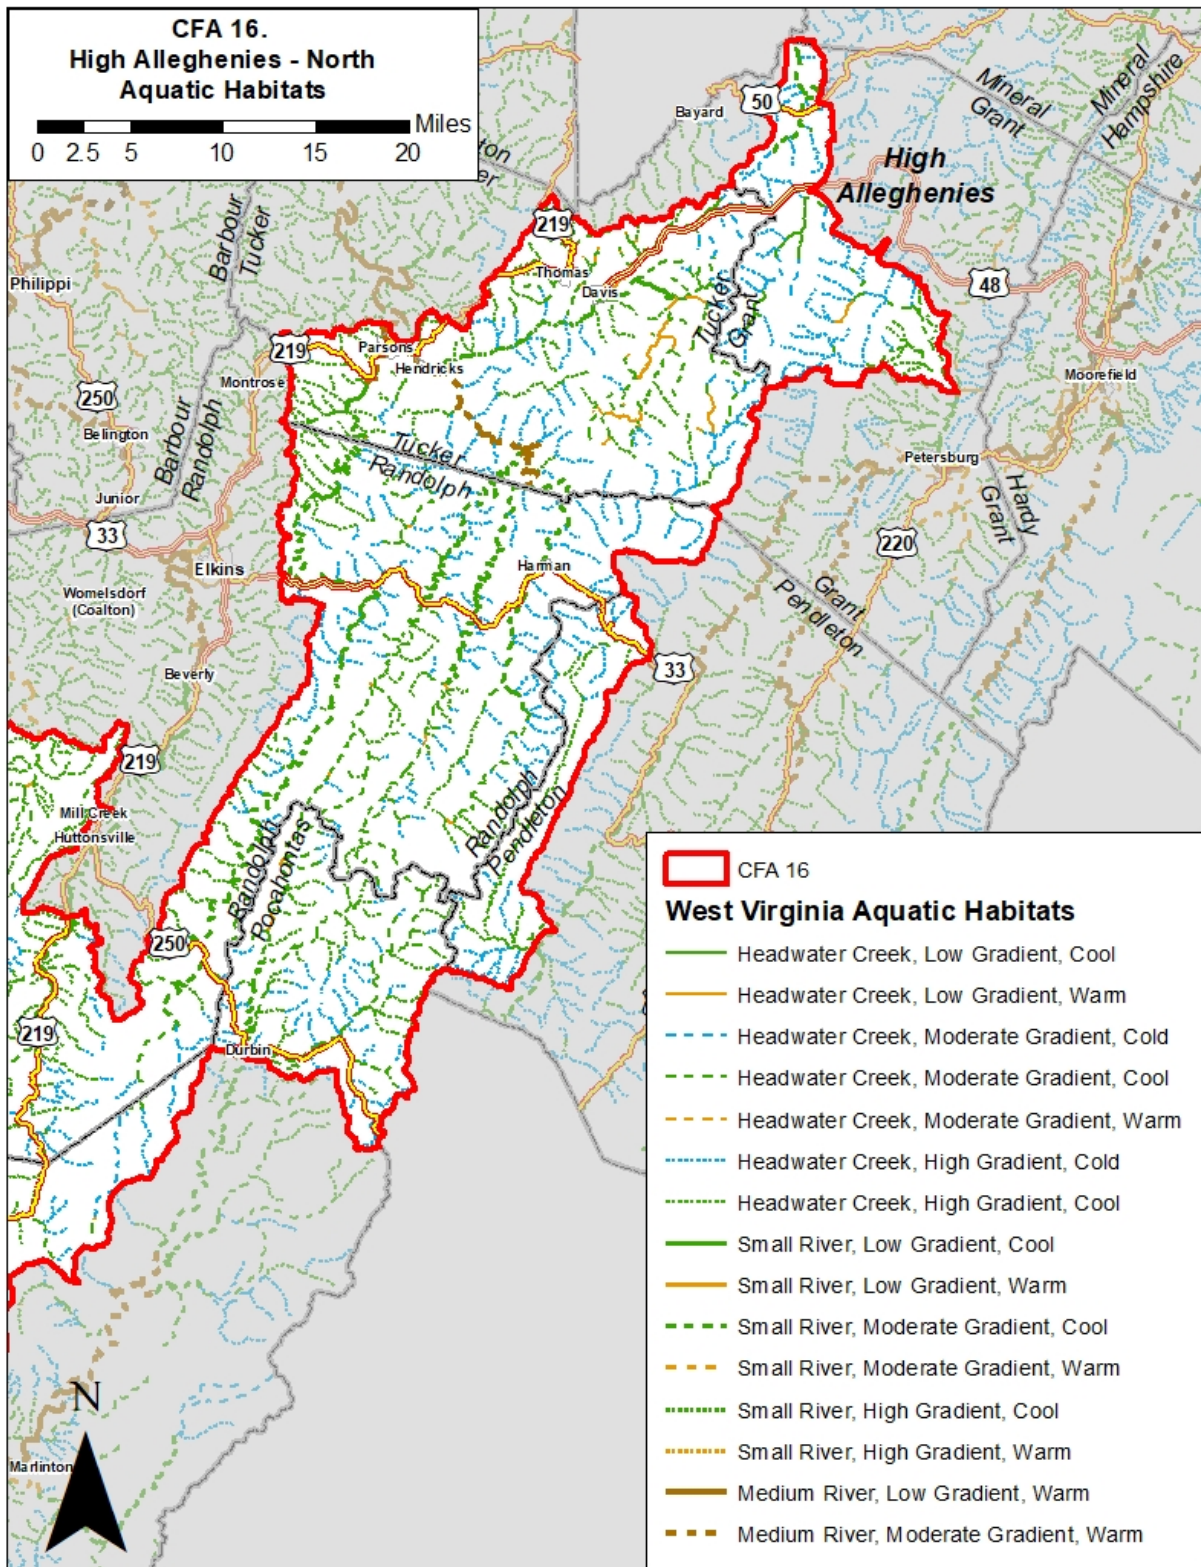 CFA 16.
High Alleghenies - North
Aquatic Habitats
Miles
0 2.5 5 10 15 20
50
Bayard
Mineral
Grant
Mineral
Hampshire
High
Alleghenies
ton
er
Barbour
Tucker
219
Thomas
Davis
48
Philippi
Tucker
Grant
219
Parsons
Hendricks
Montrose
Moorefield
250
Belington
Barbour
Randolph
Tucker
Randolph
Petersburg
Junior
Hardy
Grant
33
220
Elkins
Harman
Womelsdorf
(Coalton)
Grant
Pendleton
Beverly
33
219
Mill Creek
Huttonsville
Randolph
Pendleton
Randolph
Pocahontas
250
219
Durbin
CFA 16
West Virginia Aquatic Habitats
Headwater Creek, Low Gradient, Cool
Headwater Creek, Low Gradient, Warm
Headwater Creek, Moderate Gradient, Cold
Headwater Creek, Moderate Gradient, Cool
Headwater Creek, Moderate Gradient, Warm
Headwater Creek, High Gradient, Cold
Headwater Creek, High Gradient, Cool
Small River, Low Gradient, Cool
Small River, Low Gradient, Warm
Small River, Moderate Gradient, Cool
Small River, Moderate Gradient, Warm
Small River, High Gradient, Cool
Small River, High Gradient, Warm
Medium River, Low Gradient, Warm
Medium River, Moderate Gradient, Warm
N
Marlinton